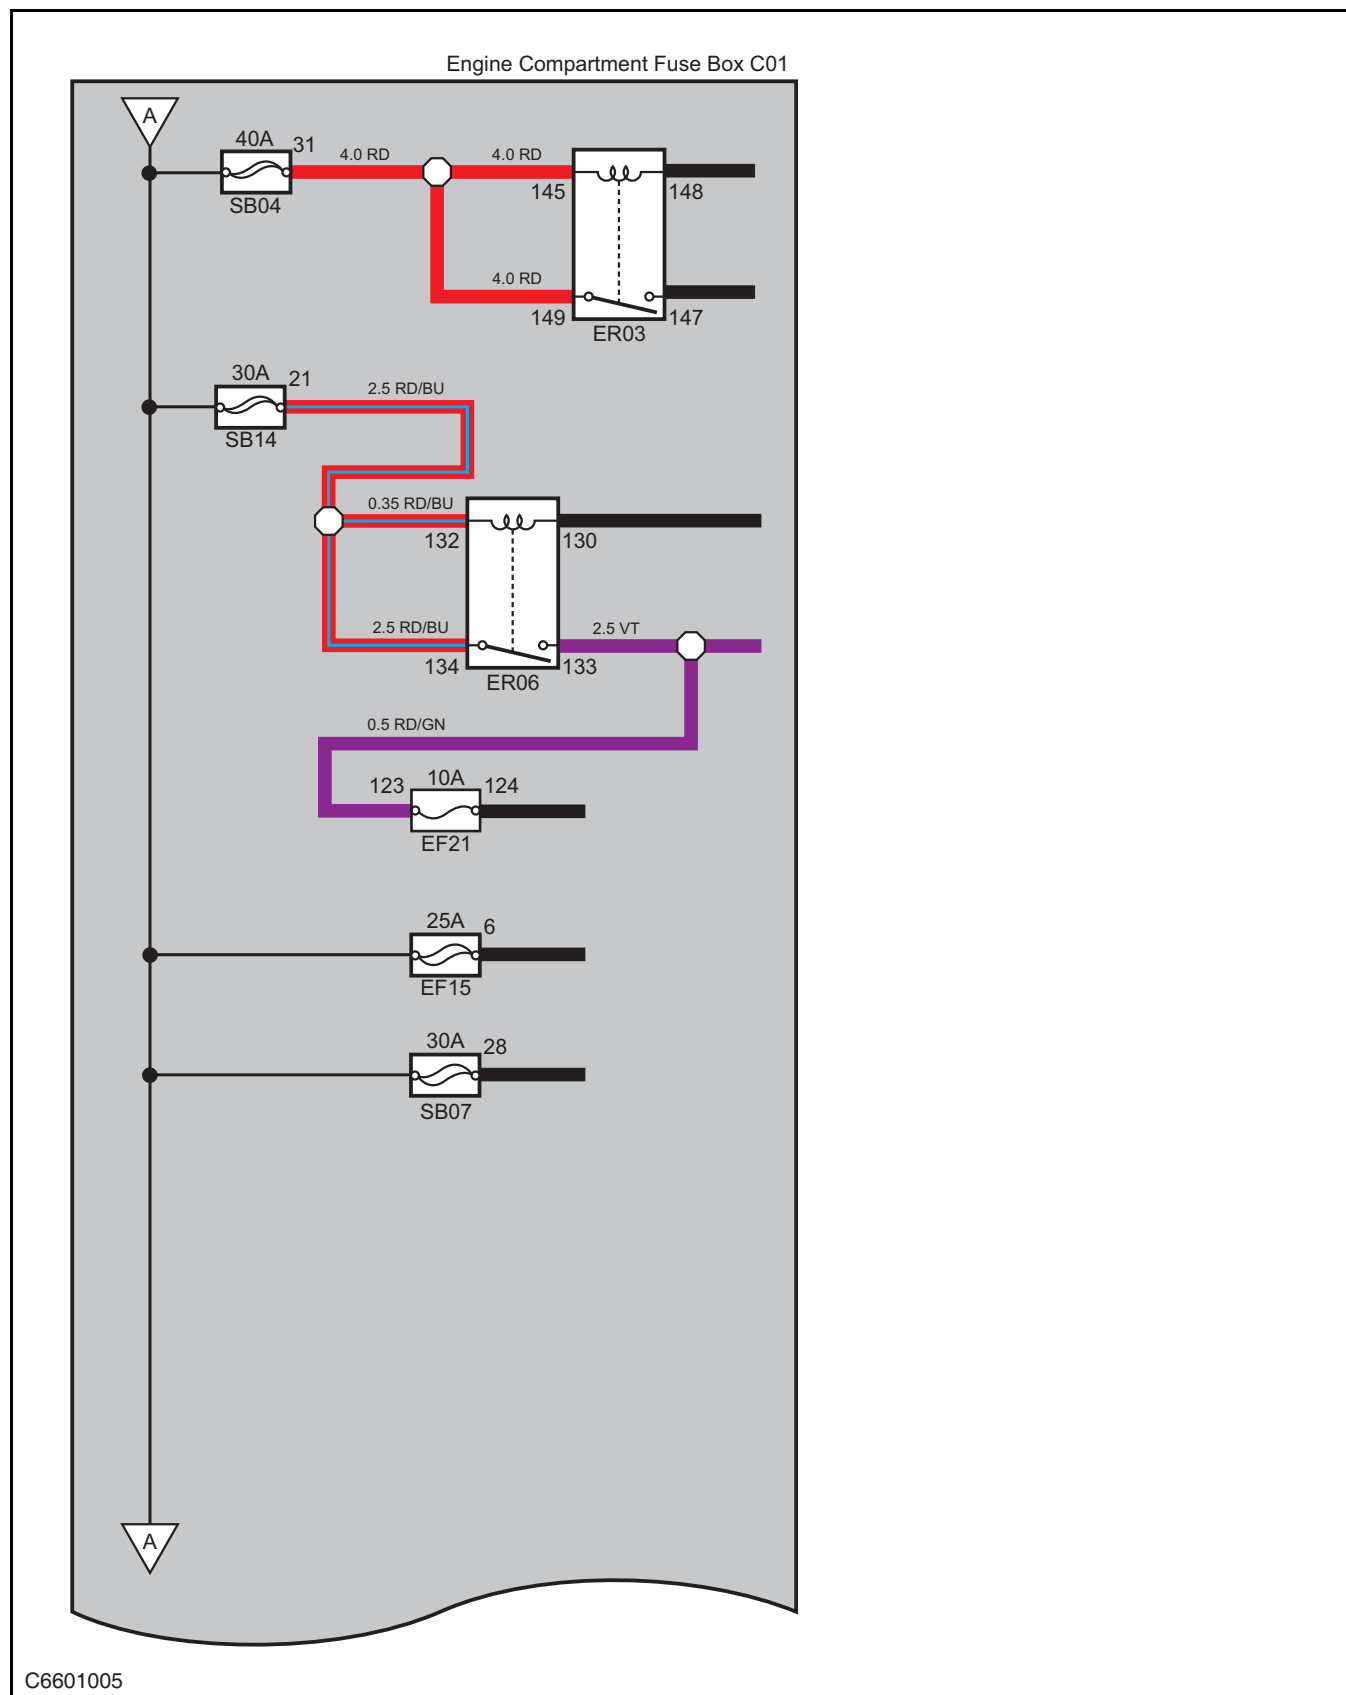 Engine Compartment Fuse Box C01
A
40A 31
4.0 RD 4.0 RD
SB04
145 148
4.0 RD
149 147
ER03
30A 21
2.5 RD/BU
SB14
0.35 RD/BU
132 130
2.5 RD/BU 2.5 VT
134 133
ER06
0.5 RD/GN
123 10A 124
EF21
25A 6
EF15
30A 28
SB07
A
C6601005